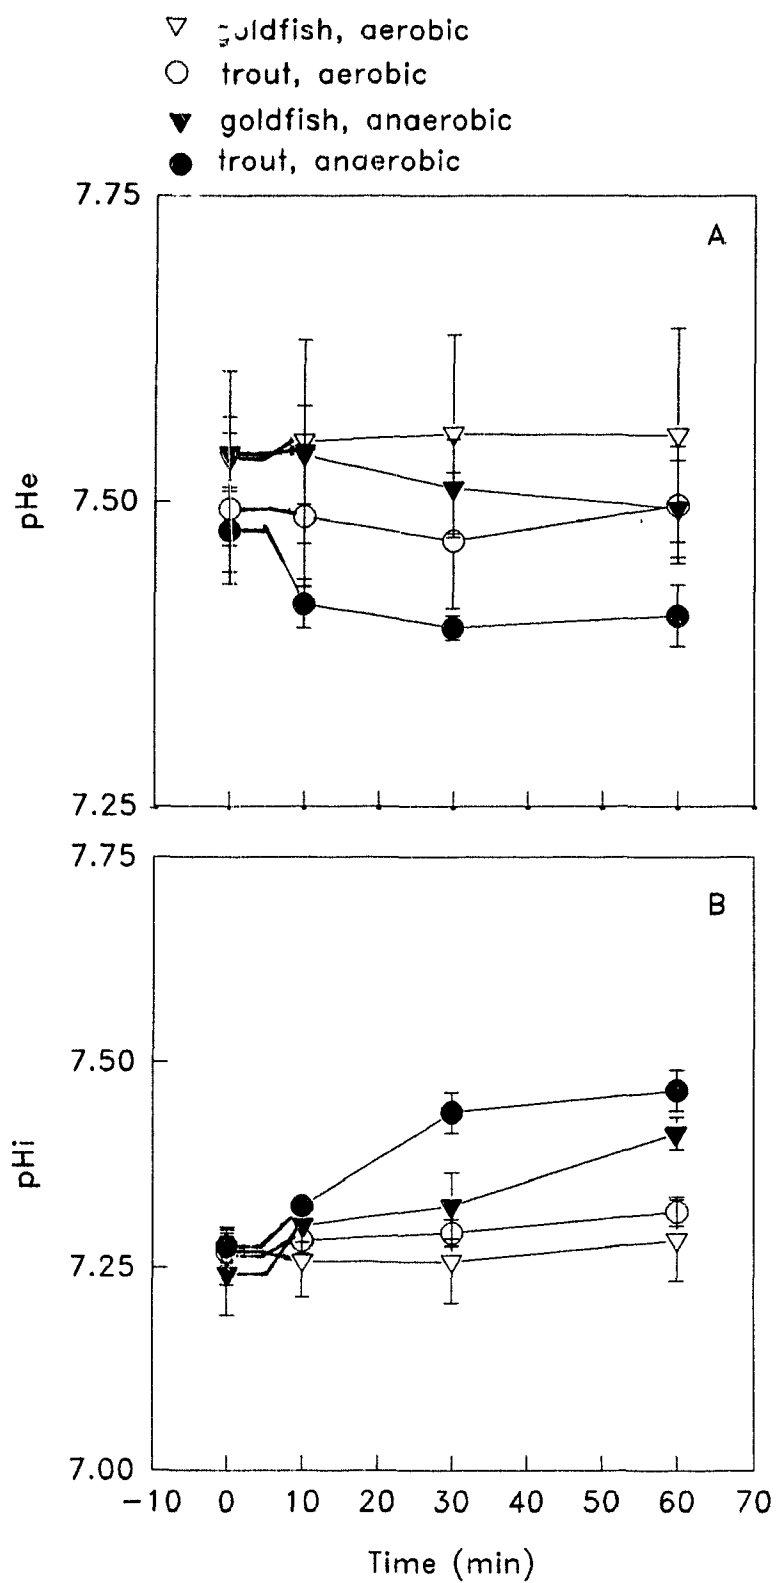 goldfish, aerobic
trout, aerobic
goldfish, anaerobic
trout, anaerobic
7.75
A
pHe
7.50
7.25
7.75
B
7.50
pHi
7.25
7.00
-10 0 10 20 30 40 50 60 70
Time (min)